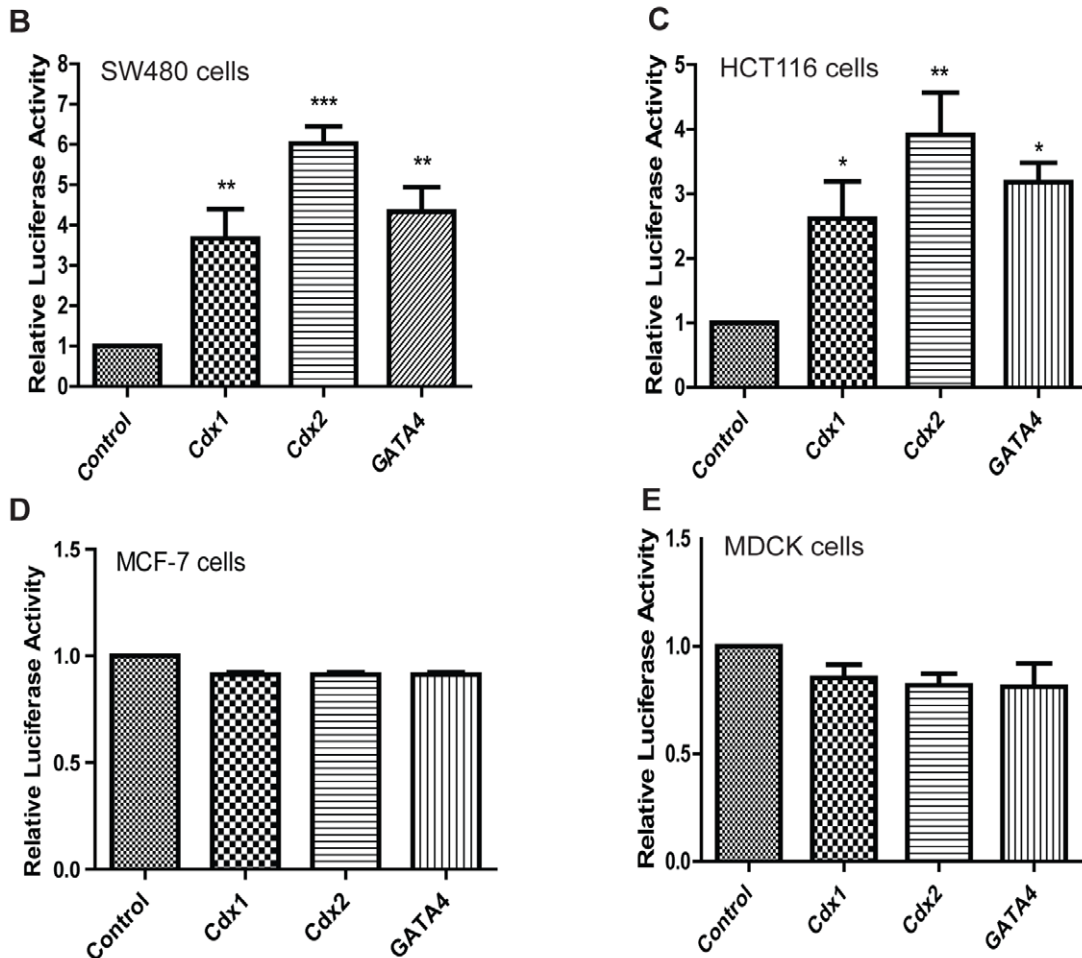 B
SW480 cells
Relative Luciferase Activity
8
7
6
5
4
3
2
1
0
**
***
**
Control
Cdx1
Cdx2
GATA4
C
HCT116 cells
Relative Luciferase Activity
5
4
3
2
1
0
*
**
*
Control
Cdx1
Cdx2
GATA4
D
MCF-7 cells
Relative Luciferase Activity
1.5
1.0
0.5
0.0
Control
Cdx1
Cdx2
GATA4
E
MDCK cells
Relative Luciferase Activity
1.5
1.0
0.5
0.0
Control
Cdx1
Cdx2
GATA4